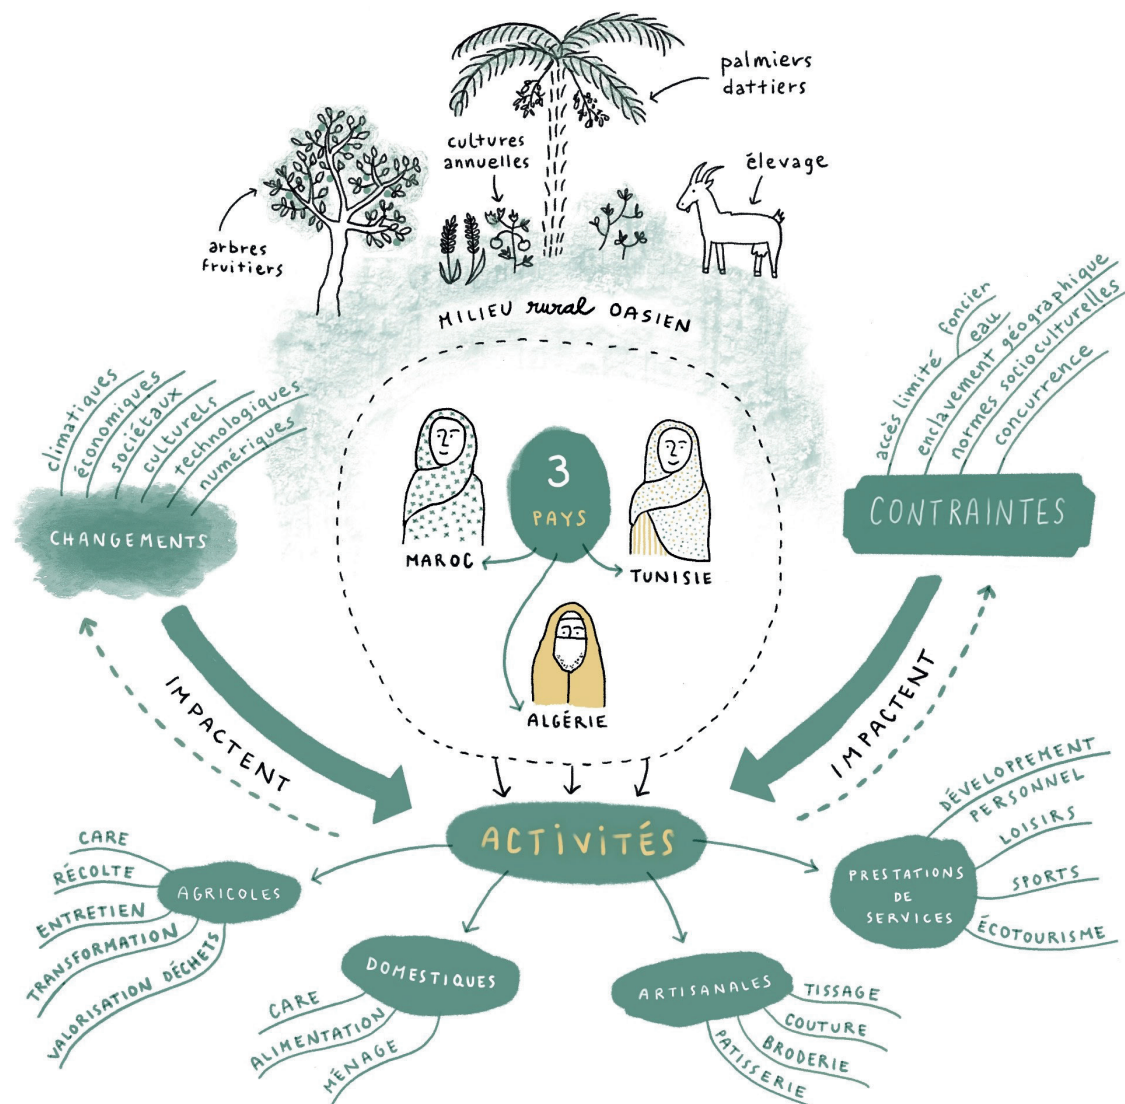 palmiers
dattiers
cultures
annuelles
élevage
arbres
fruitiers
MILIEU rural OASIEN
climatiques
économiques
sociétaux
culturels
technologiques
numériques
CHANGEMENTS
accès limité
foncier
eau
enclavement géographique
normes socioculturelles
concurrence
CONTRAINTES
3
PAYS
MAROC
TUNISIE
ALGÉRIE
IMPACTENT
IMPACTENT
ACTIVITÉS
AGRICOLES
CARE
RÉCOLTE
ENTRETIEN
TRANSFORMATION
VALORISATION DÉCHETS
DOMESTIQUES
CARE
ALIMENTATION
MÉNAGE
ARTISANALES
TISSAGE
COUTURE
BRODERIE
PATISSERIE
PRESTATIONS
DE
SERVICES
DÉVELOPPEMENT
PERSONNEL
LOISIRS
SPORTS
ÉCOTOURISME